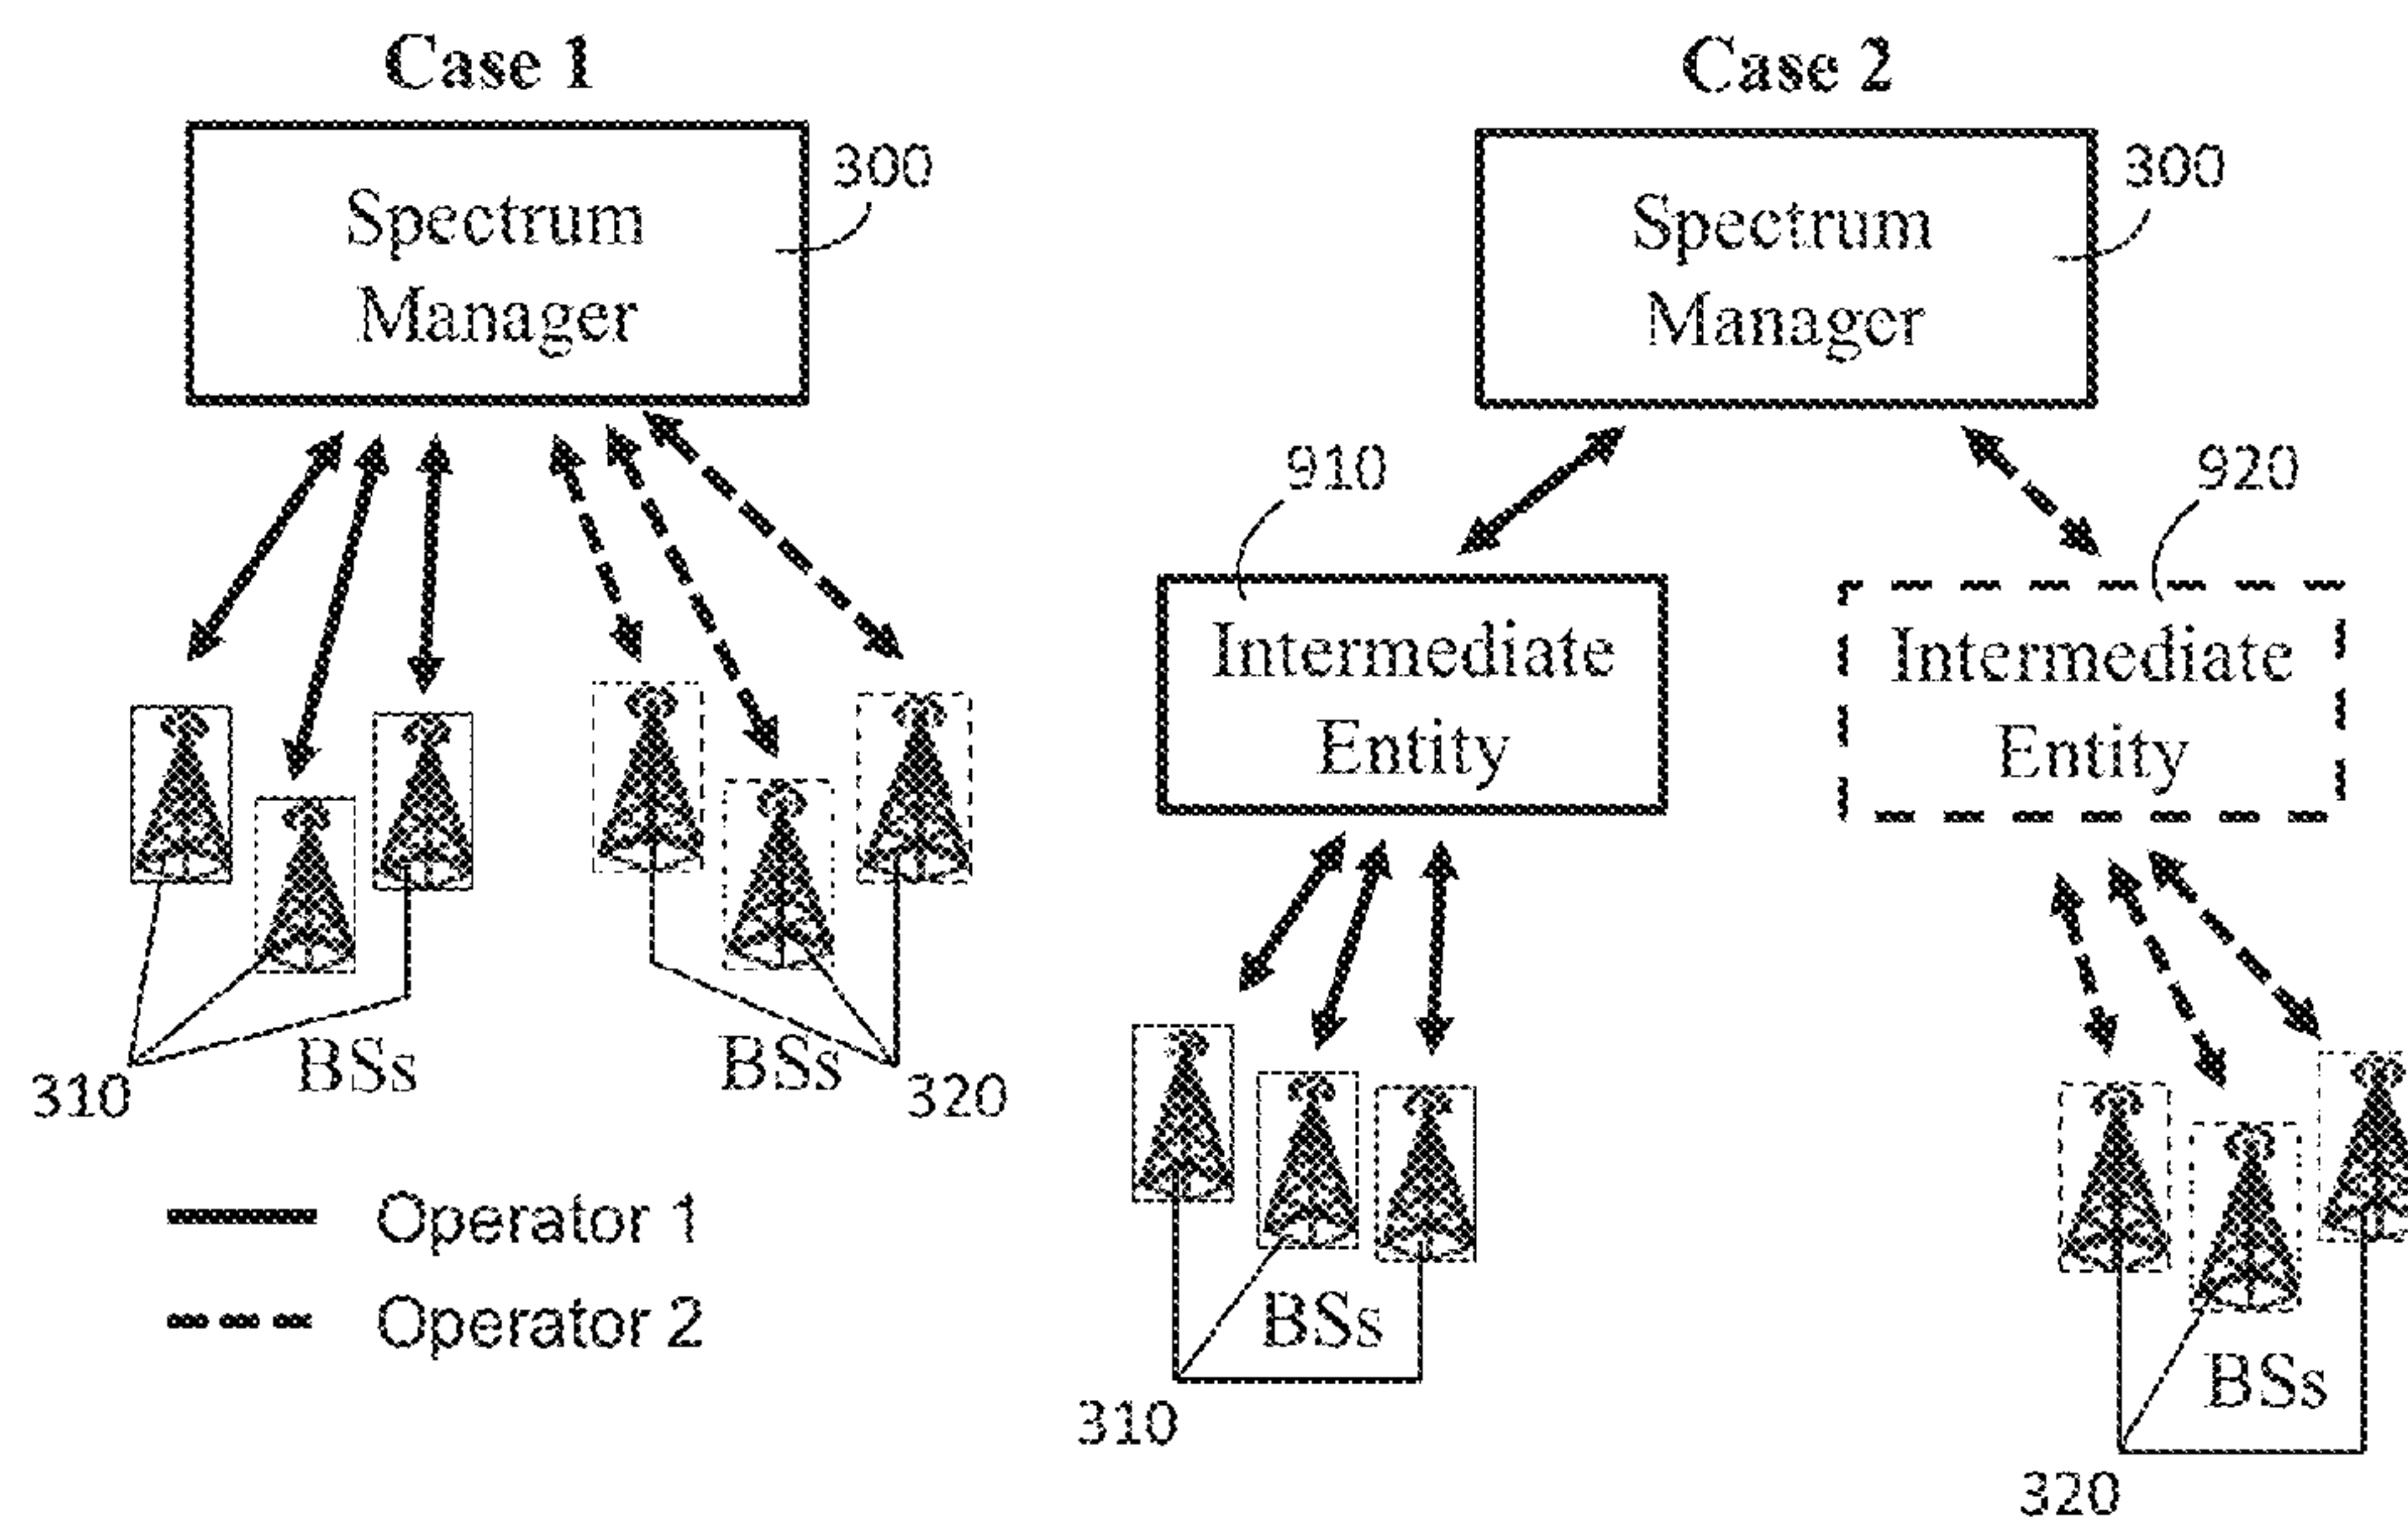 Case 1
Spectrum
Manager
300
310
BSs
BSs
320
Operator 1
Operator 2
Case 2
Spectrum
Manager
300
910
Intermediate
Entity
920
Intermediate
Entity
BSs
310
BSs
320